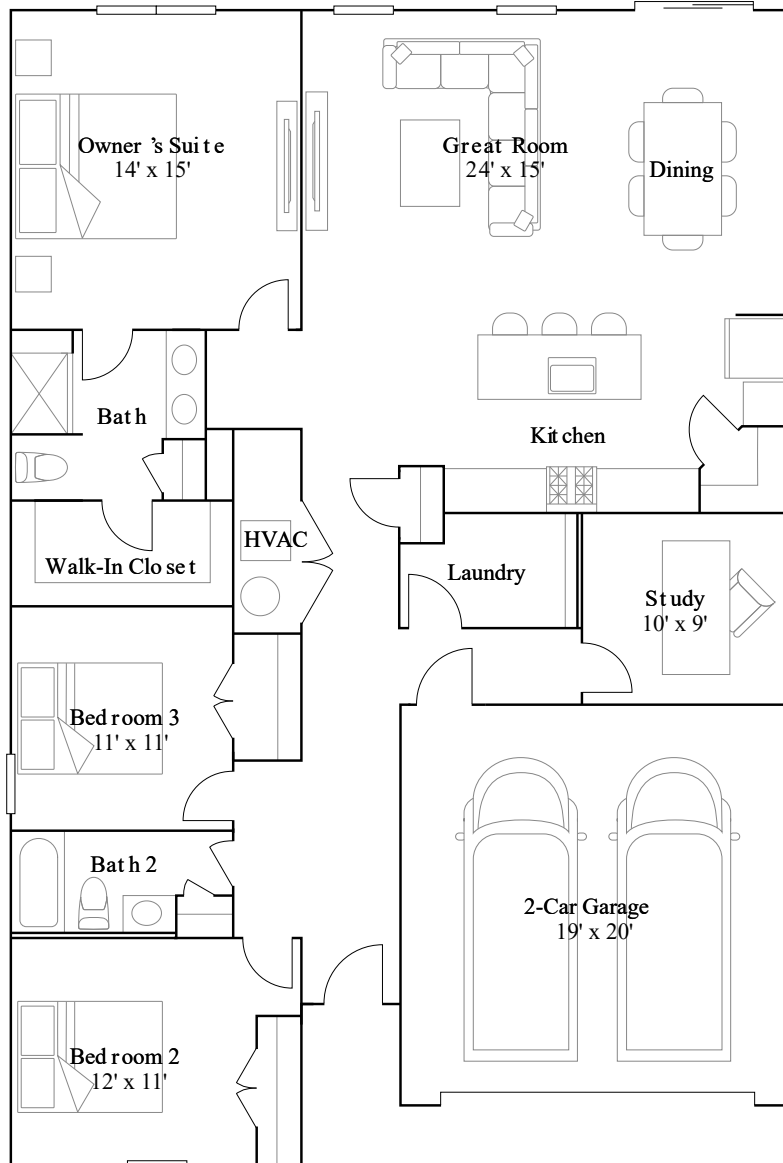 Owner's Suite
14' x 15'
Great Room
24' x 15'
Dining
Bath
Kitchen
HVAC
Walk-In Closet
Laundry
Study
10' x 9'
Bedroom 3
11' x 11'
Bath 2
2-Car Garage
19' x 20'
Bedroom 2
12' x 11'